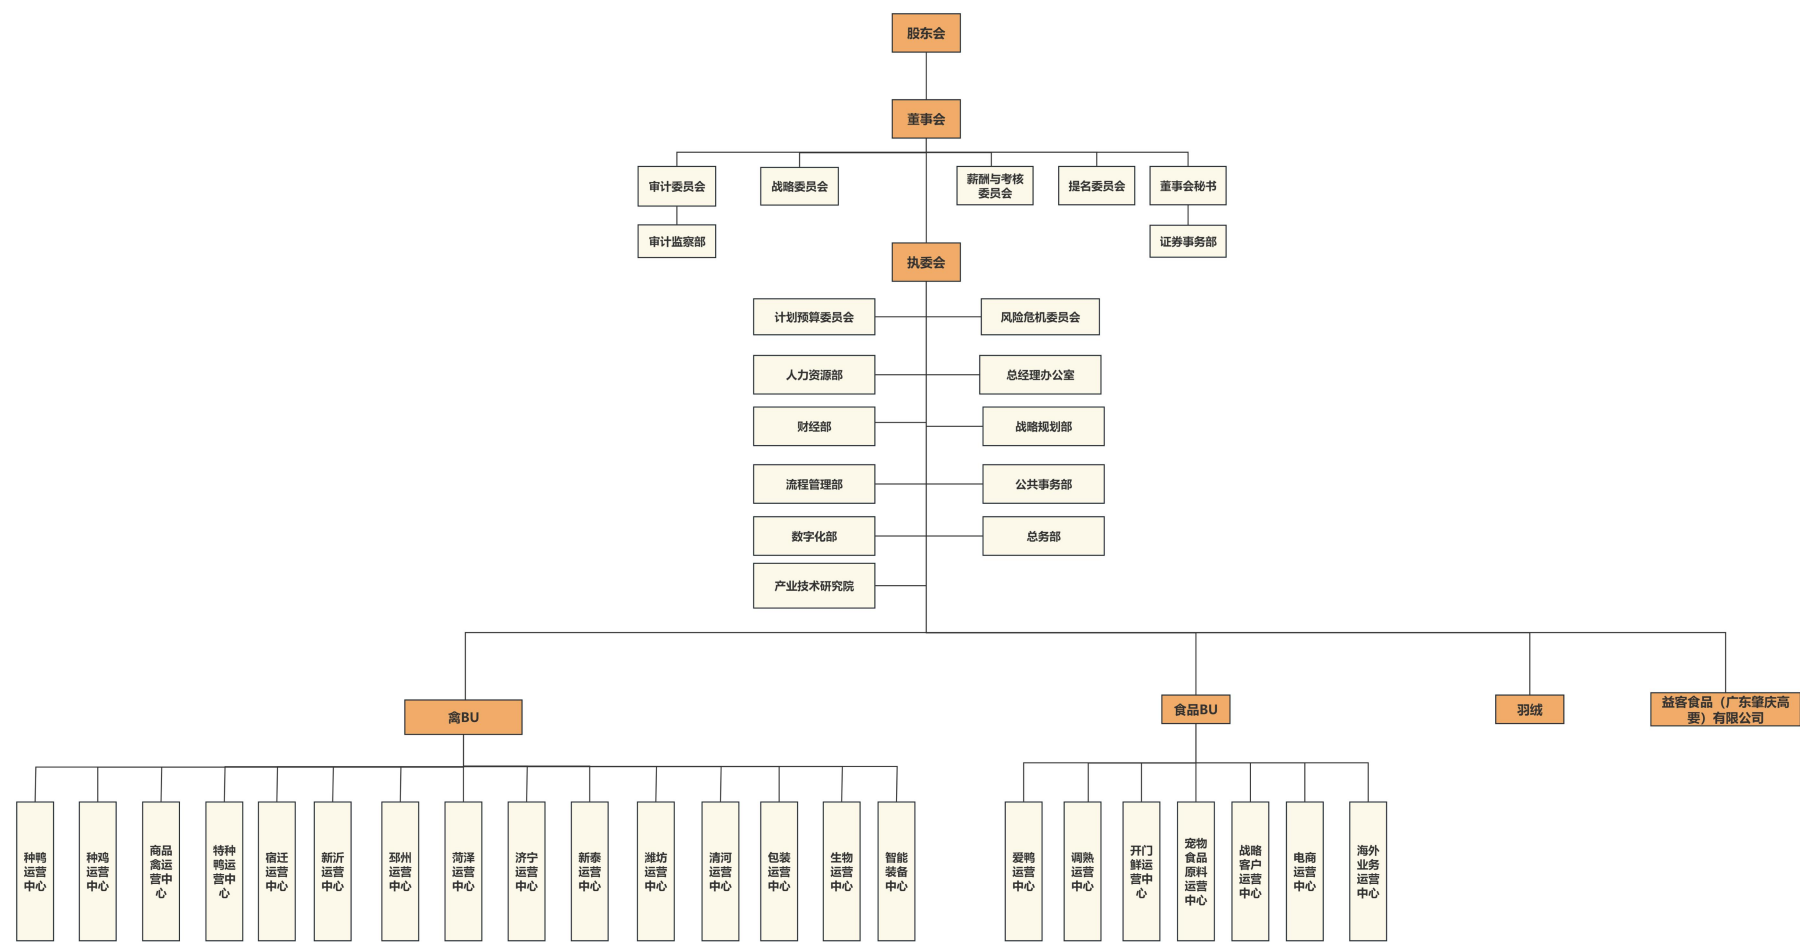 股东会
董事会
审计委员会
战略委员会
薪酬与考核
委员会
提名委员会
董事会秘书
审计监察部
证券事务部
执委会
计划预算委员会
风险危机委员会
人力资源部
总经理办公室
财经部
战略规划部
流程管理部
公共事务部
数字化部
总务部
产业技术研究院
禽BU
食品BU
羽绒
益客食品（广东肇庆高
要）有限公司
种鸭
运营
中心
种鸡
运营
中心
商品
禽运
营中
心
特种
鸭运
营中
心
宿迁
运营
中心
新沂
运营
中心
邳州
运营
中心
菏泽
运营
中心
济宁
运营
中心
新泰
运营
中心
潍坊
运营
中心
清河
运营
中心
包装
运营
中心
生物
运营
中心
智能
装备
中心
爱鸭
运营
中心
调熟
运营
中心
开门
鲜运
营中
心
宠物
食品
原料
运营
中心
战略
客户
运营
中心
电商
运营
中心
海外
业务
运营
中心